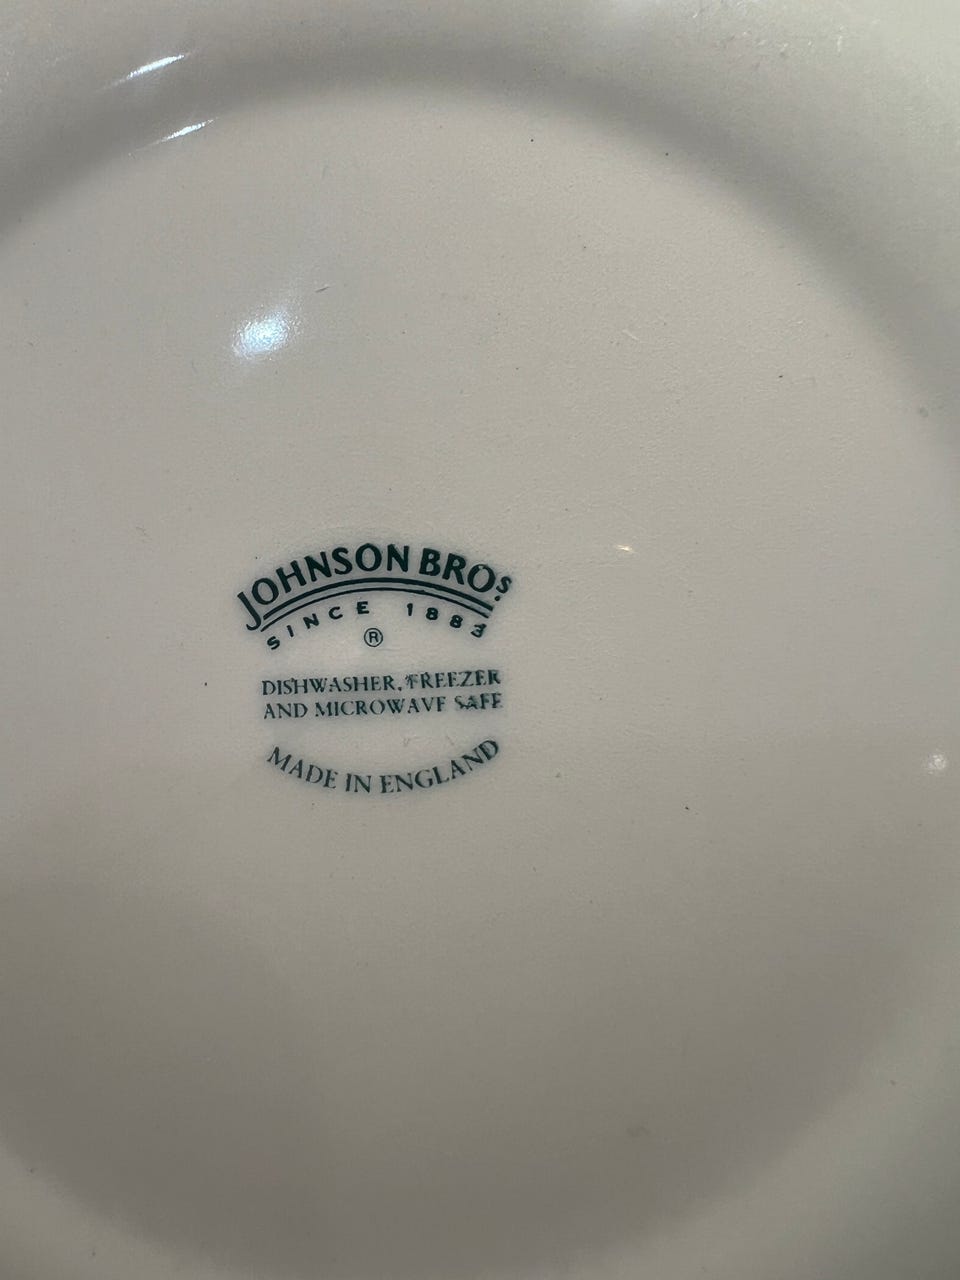 JOHNSON BROS.
SINCE 1883
®
DISHWASHER, FREEZER
AND MICROWAVE SAFE
MADE IN ENGLAND